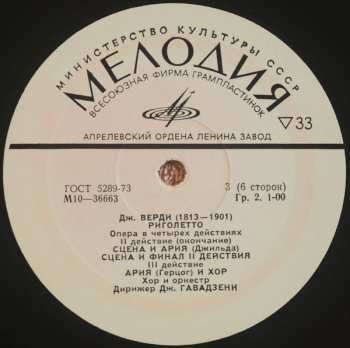 МИНИСТЕРСТВО КУЛЬТУРЫ СССР
МЕЛОДИЯ
ВСЕСОЮЗНАЯ ФИРМА ГРАМПЛАСТИНОК
АПРЕЛЕВСКИЙ ОРДЕНА ЛЕНИНА ЗАВОД
▽33
ГОСТ 5289-73
3 (6 сторон)
М10—36663
Гр. 2. 1-00
Дж. ВЕРДИ (1813—1901)
РИГОЛЕТТО
Опера в четырех действиях
II действие (окончание)
СЦЕНА И АРИЯ (Джильда)
СЦЕНА И ФИНАЛ II ДЕЙСТВИЯ
III действие
АРИЯ (Герцог) И ХОР
Хор и оркестр
Дирижер Дж. ГАВАДЗЕНИ